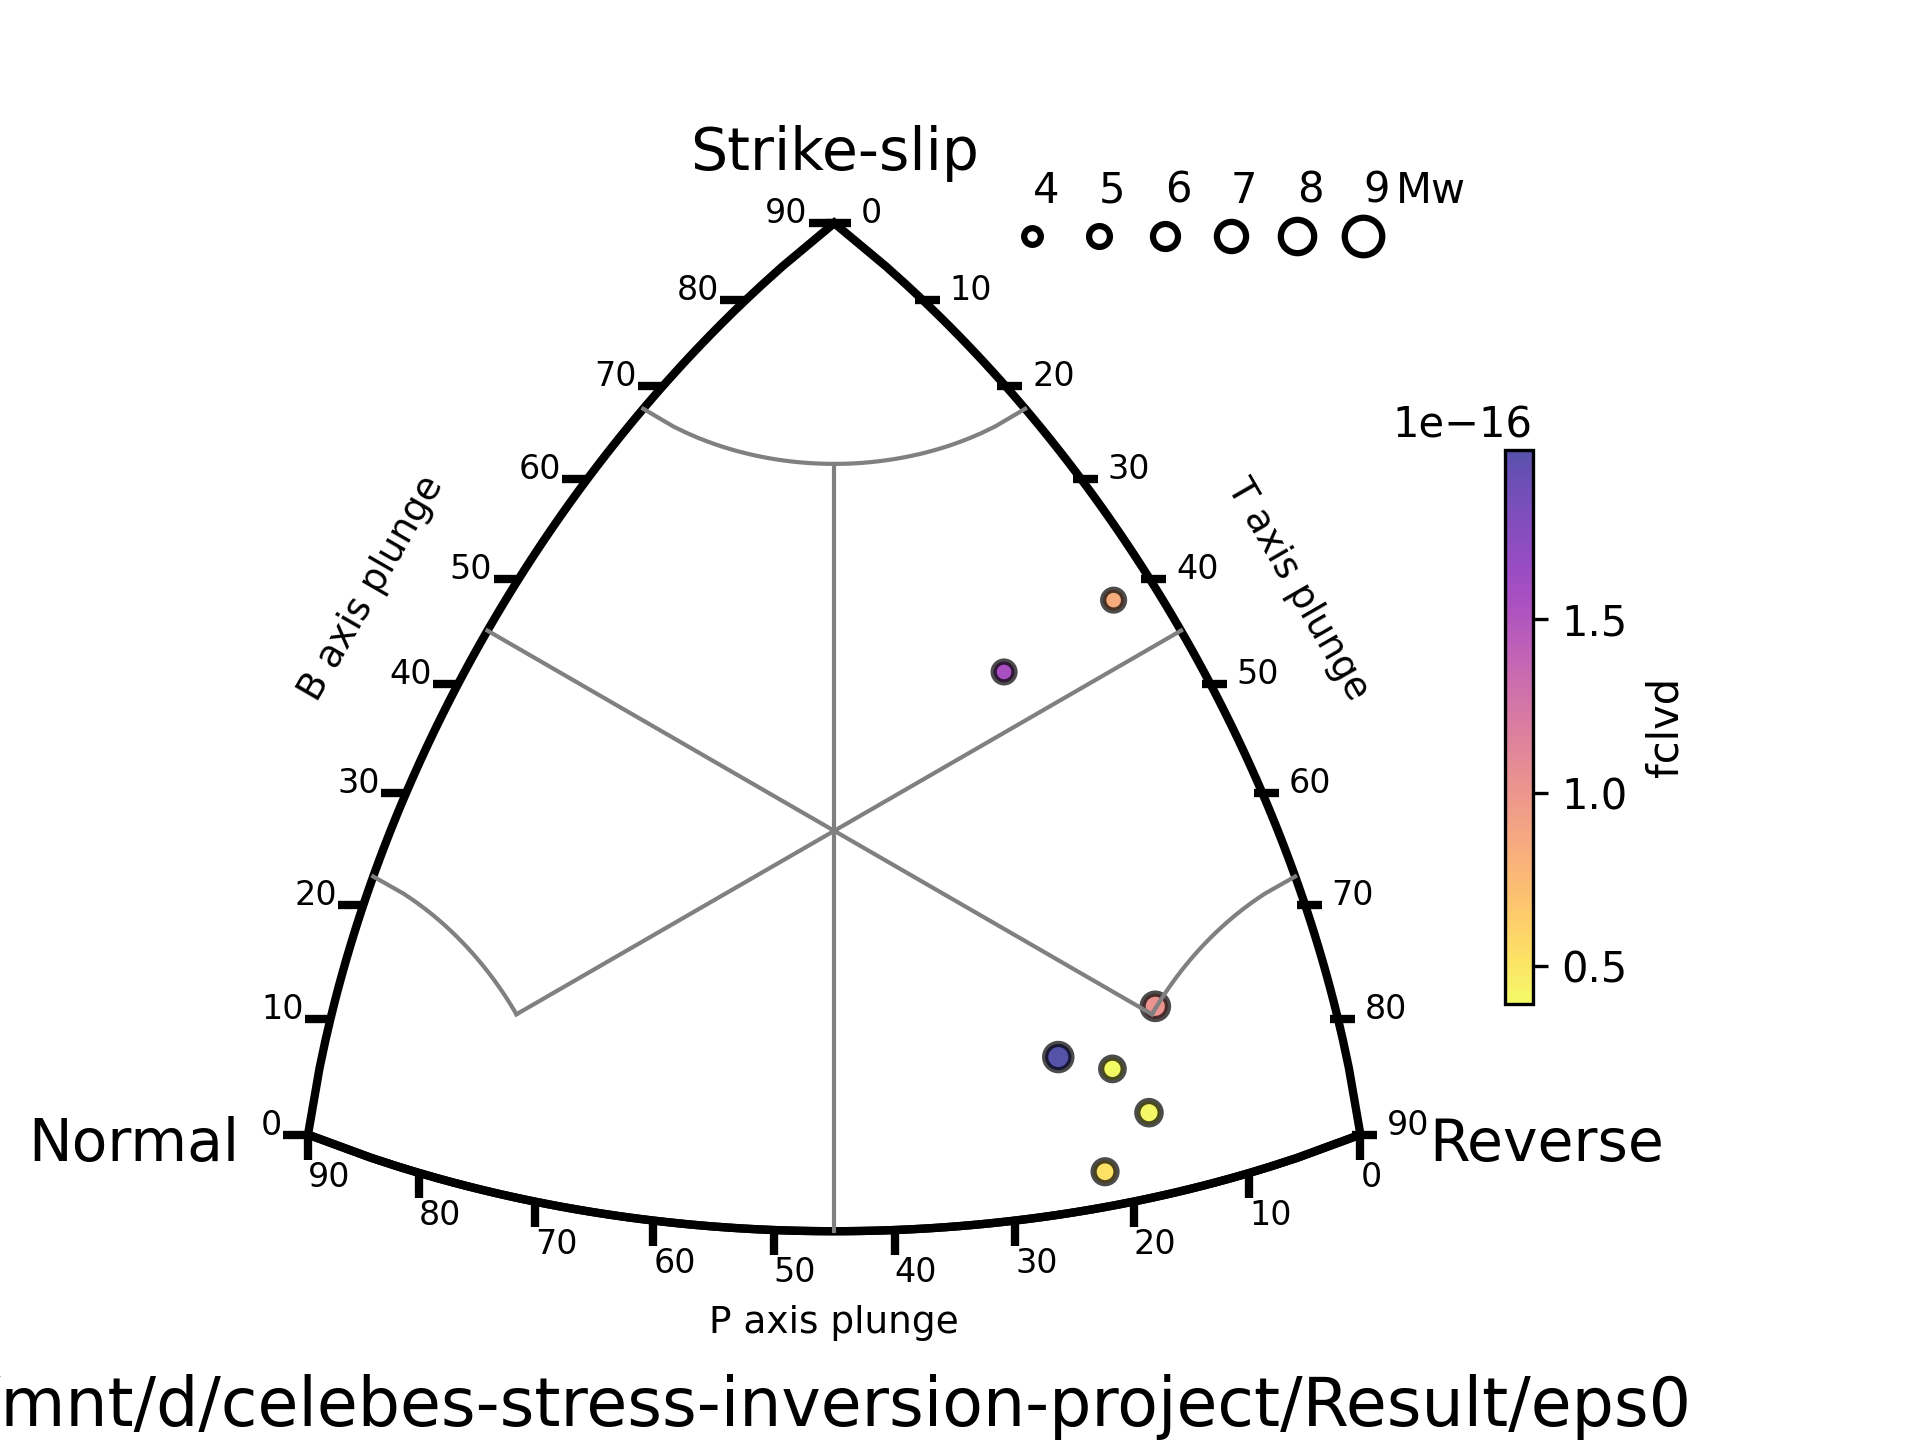 Strike-slip
4 5 6 7 8 9 Mw
90 0
80 10
70 20
60 30
50 40
40 50
30 60
20 70
10 80
0 90
B axis plunge
T axis plunge
1e−16
1.5
1.0
0.5
fclvd
Normal
Reverse
90 80 70 60 50 40 30 20 10 0
P axis plunge
mnt/d/celebes-stress-inversion-project/Result/eps0